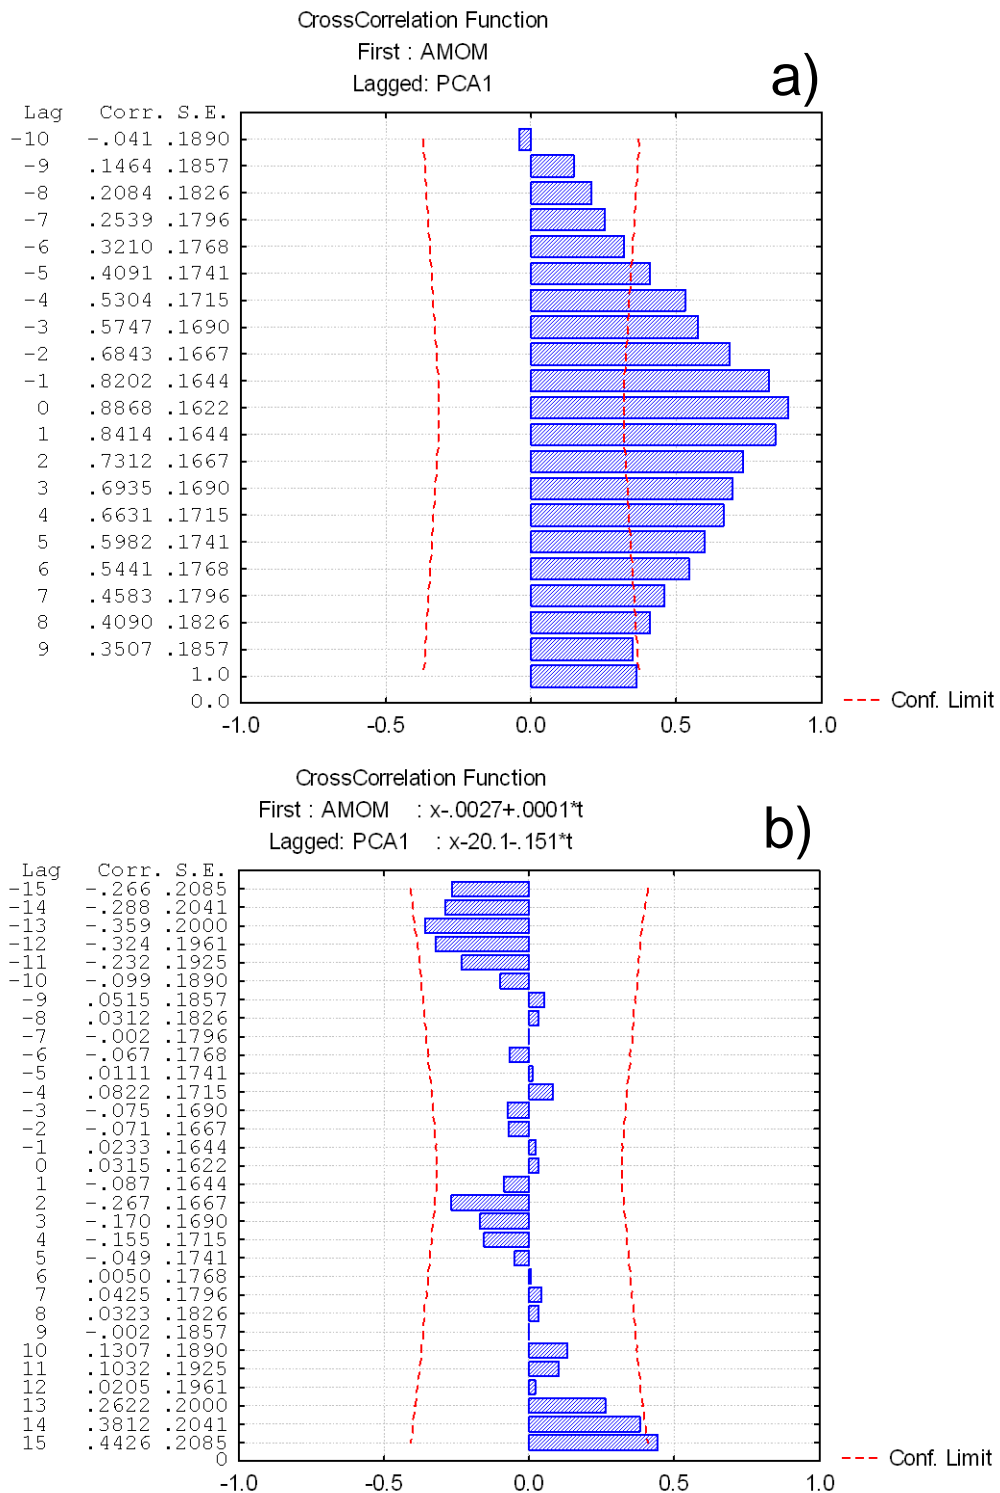 CrossCorrelation Function
First : AMOM
Lagged: PCA1
a)
Lag Corr. S.E.
-10 -.041 .1890
-9 .1464 .1857
-8 .2084 .1826
-7 .2539 .1796
-6 .3210 .1768
-5 .4091 .1741
-4 .5304 .1715
-3 .5747 .1690
-2 .6843 .1667
-1 .8202 .1644
0 .8868 .1622
1 .8414 .1644
2 .7312 .1667
3 .6935 .1690
4 .6631 .1715
5 .5982 .1741
6 .5441 .1768
7 .4583 .1796
8 .4090 .1826
9 .3507 .1857
1.0
0.0
-1.0 -0.5 0.0 0.5 1.0
Conf. Limit
CrossCorrelation Function
First : AMOM : x-.0027+.0001*t
Lagged: PCA1 : x-20.1-.151*t
b)
Lag Corr. S.E.
-15 -.266 .2085
-14 -.288 .2041
-13 -.359 .2000
-12 -.324 .1961
-11 -.232 .1925
-10 -.099 .1890
-9 .0515 .1857
-8 .0312 .1826
-7 -.002 .1796
-6 -.067 .1768
-5 .0111 .1741
-4 .0822 .1715
-3 -.075 .1690
-2 -.071 .1667
-1 .0233 .1644
0 .0315 .1622
1 -.087 .1644
2 -.267 .1667
3 -.170 .1690
4 -.155 .1715
5 -.049 .1741
6 .0050 .1768
7 .0425 .1796
8 .0323 .1826
9 -.002 .1857
10 .1307 .1890
11 .1032 .1925
12 .0205 .1961
13 .2622 .2000
14 .3812 .2041
15 .4426 .2085
0
-1.0 -0.5 0.0 0.5 1.0
Conf. Limit